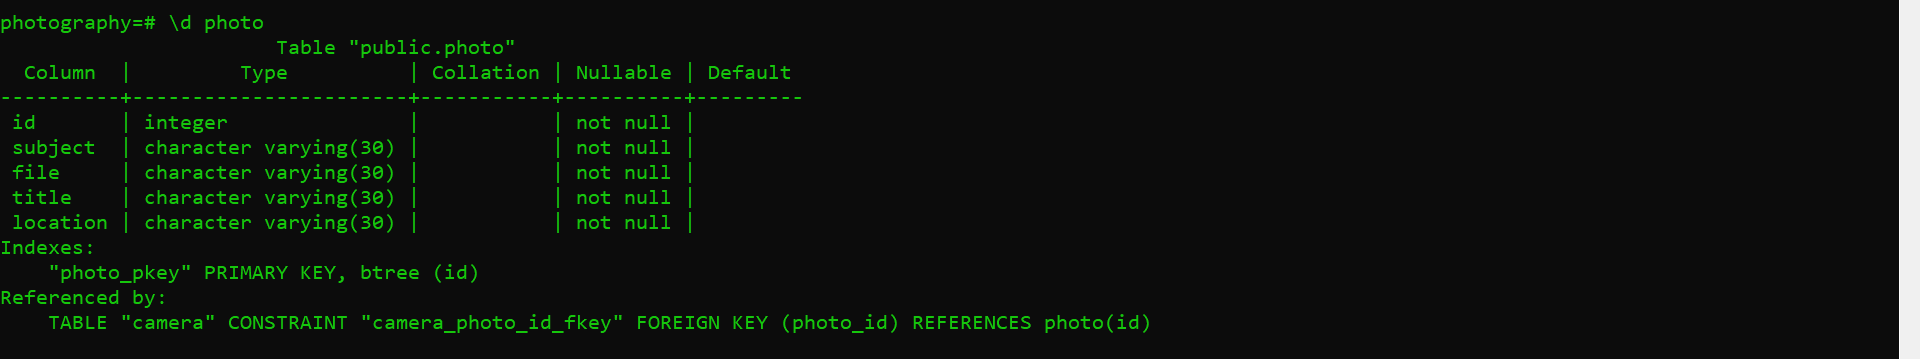 photography=# \d photo
                       Table "public.photo"
  Column  |         Type          | Collation | Nullable | Default
----------+-----------------------+-----------+----------+---------
 id       | integer               |           | not null |
 subject  | character varying(30) |           | not null |
 file     | character varying(30) |           | not null |
 title    | character varying(30) |           | not null |
 location | character varying(30) |           | not null |
Indexes:
    "photo_pkey" PRIMARY KEY, btree (id)
Referenced by:
    TABLE "camera" CONSTRAINT "camera_photo_id_fkey" FOREIGN KEY (photo_id) REFERENCES photo(id)